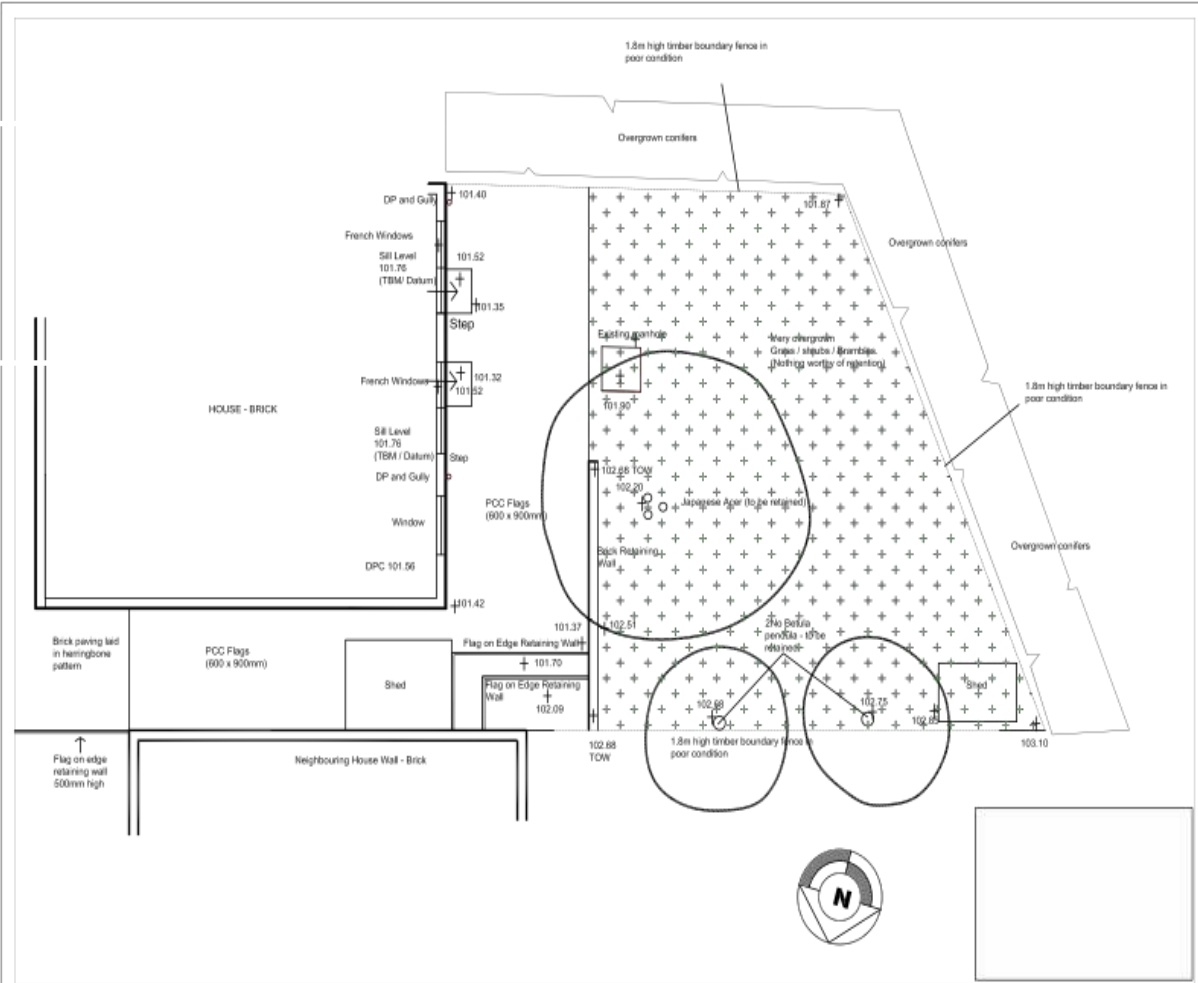 1.8m high timber boundary fence in
poor condition
Overgrown conifers
DP and Gully
101.40
101.87
French Windows
Sill Level
101.76
(TBM/ Datum)
101.52
101.35
Step
Overgrown conifers
Existing manhole
Very overgrown
Grass / shrubs / Brambles
(Nothing worthy of retention)
French Windows
101.32
101.52
101.90
1.8m high timber boundary fence in
poor condition
HOUSE - BRICK
Sill Level
101.76
(TBM / Datum)
Step
DP and Gully
102.68 TOW
102.20
PCC Flags
(600 x 900mm)
Japanese Acer (to be retained)
Window
Brick Retaining
Wall
Overgrown conifers
DPC 101.56
101.42
101.37
102.51
2No Betula
pendula - to be
retained
Brick paving laid
in herringbone
pattern
PCC Flags
(600 x 900mm)
Flag on Edge Retaining Wall
101.70
Shed
Flag on Edge Retaining
Wall
102.09
Shed
102.68
102.75
102.85
102.68
TOW
1.8m high timber boundary fence in
poor condition
103.10
Flag on edge
retaining wall
500mm high
Neighbouring House Wall - Brick
N